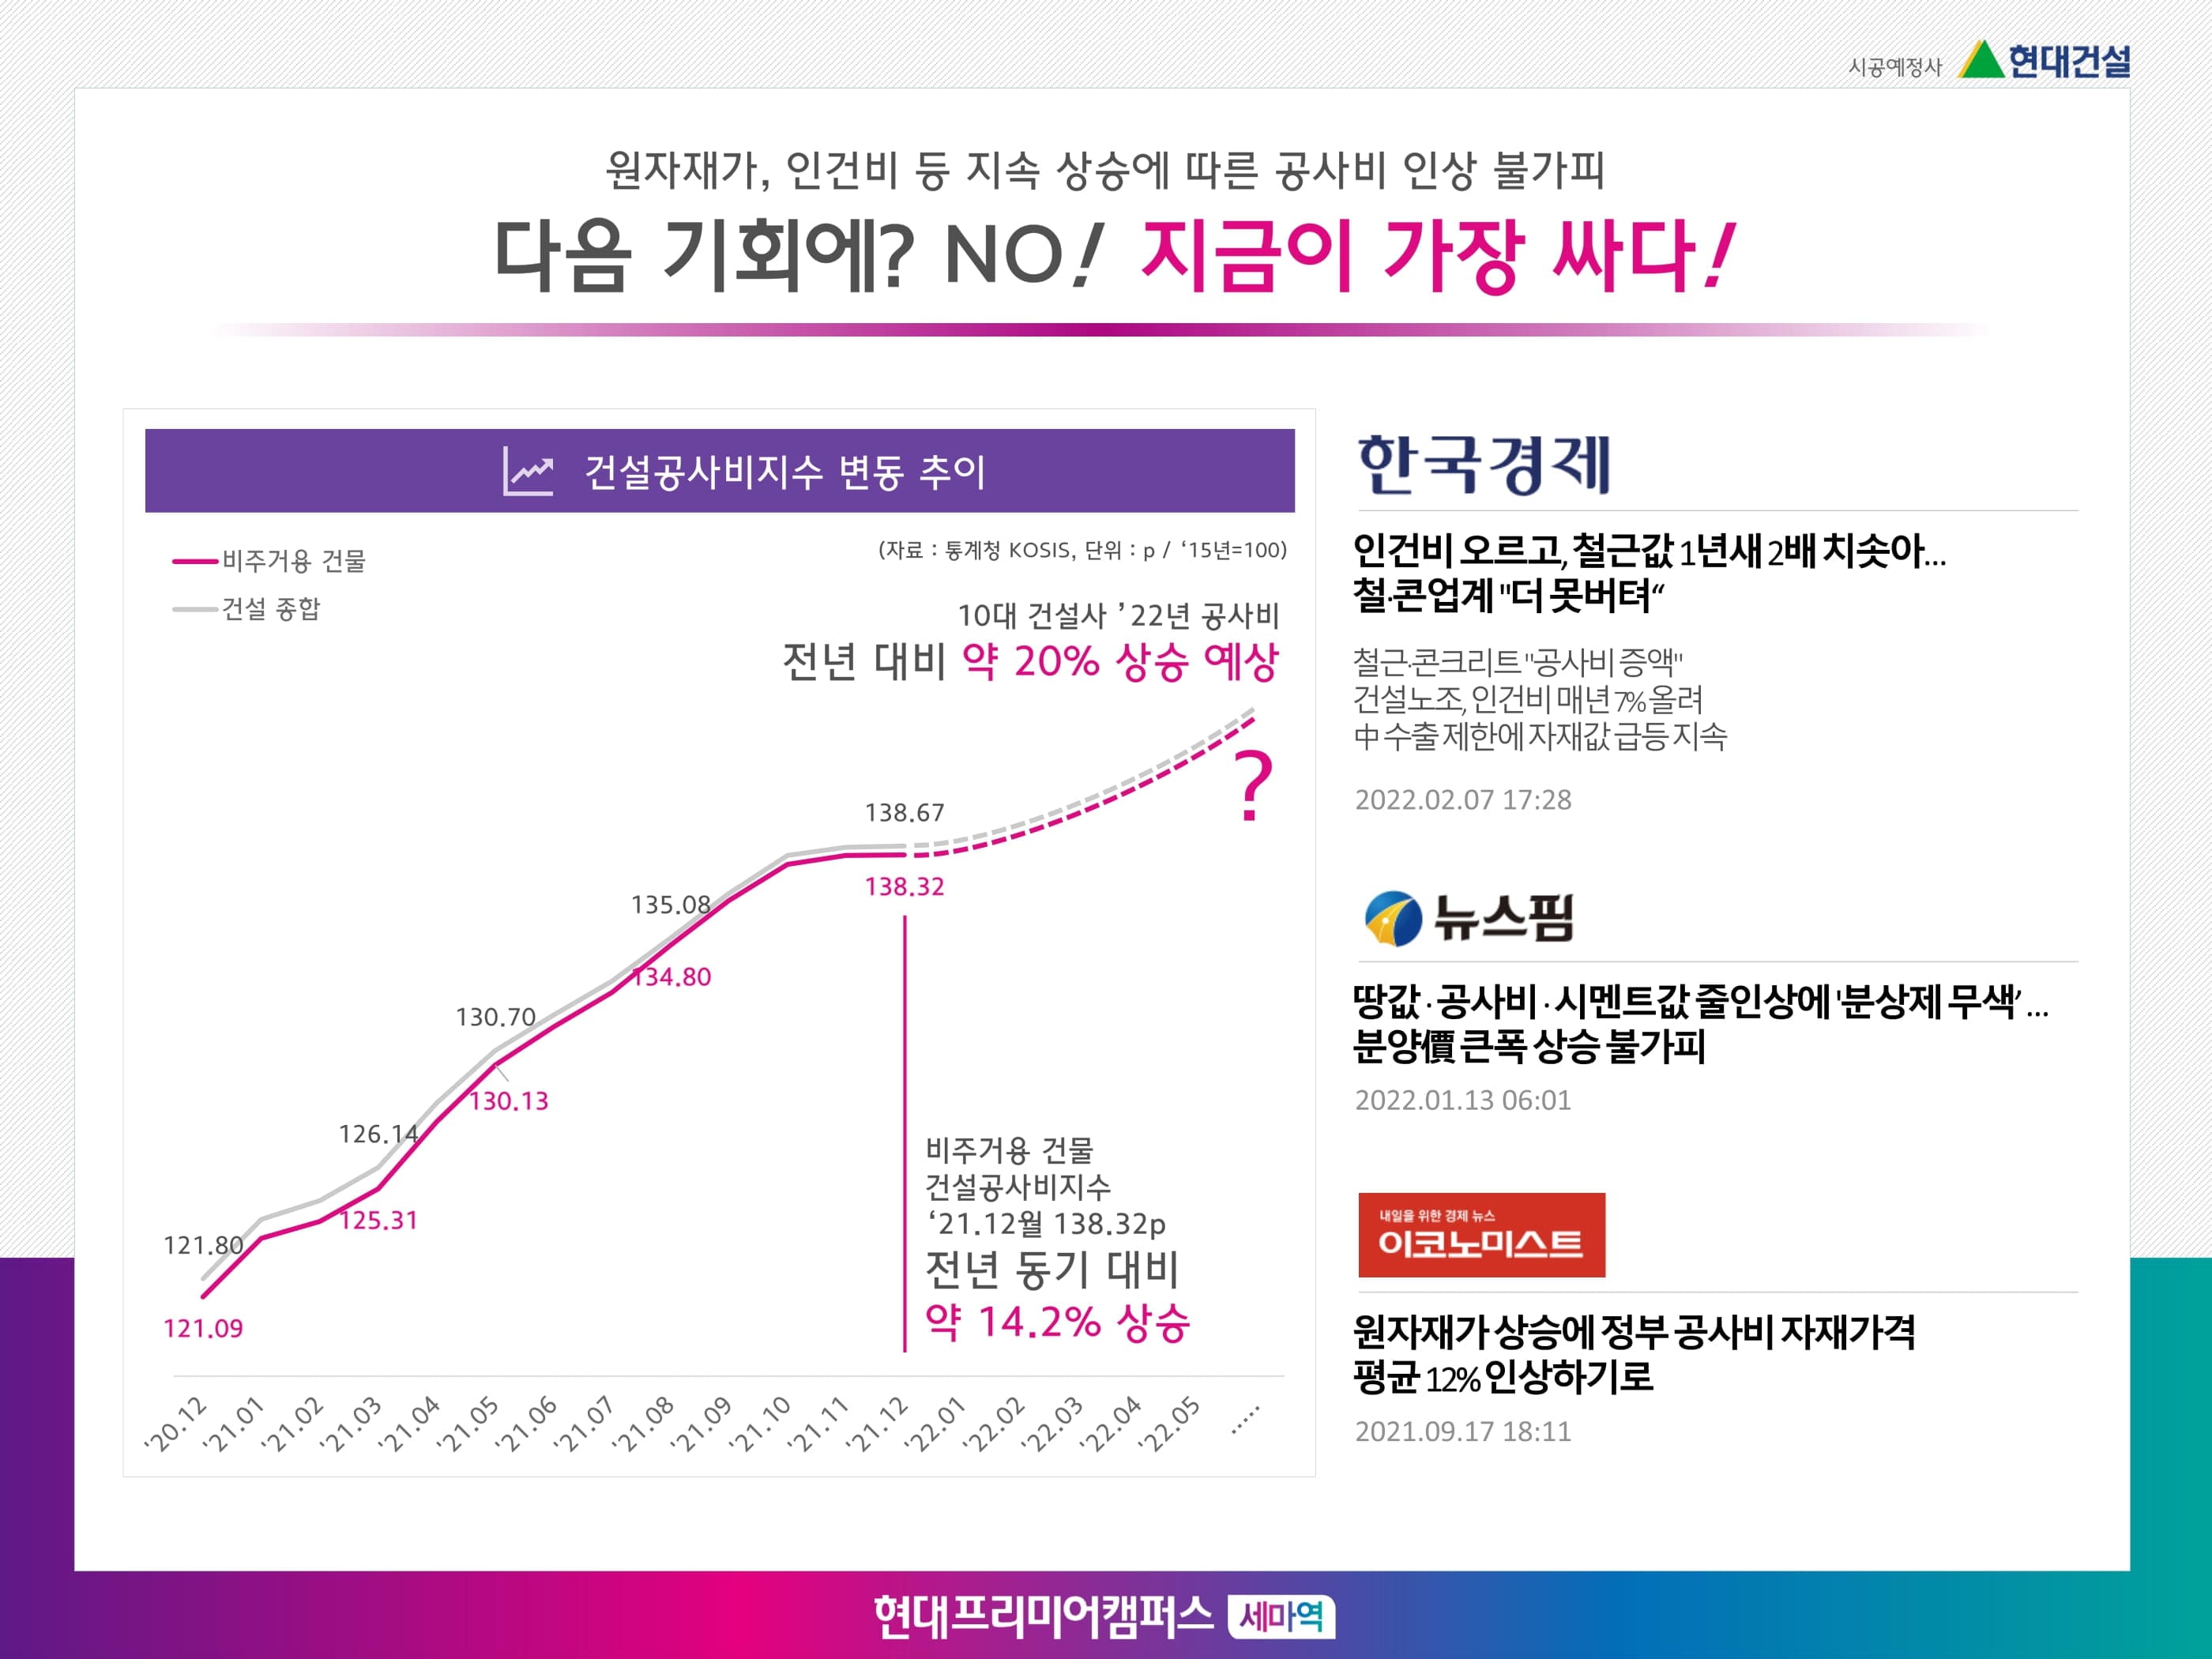 시공예정사 현대건설
원자재가, 인건비 등 지속 상승에 따른 공사비 인상 불가피
다음 기회에? NO! 지금이 가장 싸다!
건설공사비지수 변동 추이
(자료 : 통계청 KOSIS, 단위 : p / ‘15년=100)
비주거용 건물
건설 종합
10대 건설사 ’22년 공사비
전년 대비 약 20% 상승 예상
?
138.67
138.32
135.08
134.80
130.70
130.13
126.14
125.31
121.80
121.09
비주거용 건물
건설공사비지수
‘21.12월 138.32p
전년 동기 대비
약 14.2% 상승
'20.12 '21.01 '21.02 '21.03 '21.04 '21.05 '21.06 '21.07 '21.08 '21.09 '21.10 '21.11 '21.12 '22.01 '22.02 '22.03 '22.04 '22.05 .....
한국경제
인건비 오르고, 철근값 1년새 2배 치솟아...
철·콘업계 "더 못버텨“
철근·콘크리트 "공사비 증액"
건설노조, 인건비 매년 7% 올려
中 수출 제한에 자재값 급등 지속
2022.02.07 17:28
뉴스핌
땅값·공사비·시멘트값 줄인상에 '분상제 무색’...
분양價 큰폭 상승 불가피
2022.01.13 06:01
내일을 위한 경제 뉴스
이코노미스트
원자재가 상승에 정부 공사비 자재가격
평균 12% 인상하기로
2021.09.17 18:11
현대프리미어캠퍼스 세마역